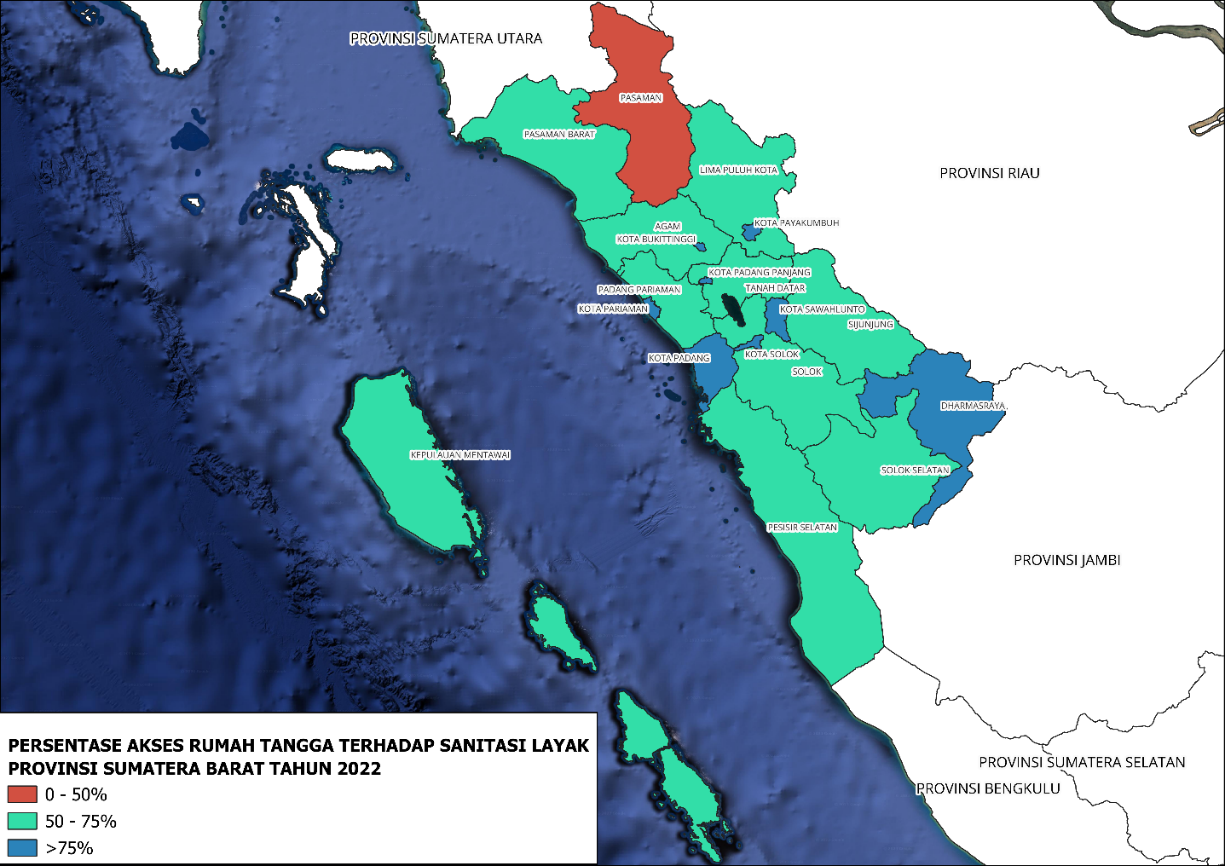 PROVINSI SUMATERA UTARA
PASAMAN
PASAMAN BARAT
LIMA PULUH KOTA
PROVINSI RIAU
KOTA PAYAKUMBUH
AGAM
KOTA BUKITTINGGI
KOTA PADANG PANJANG
PADANG PARIAMAN
TANAH DATAR
KOTA PARIAMAN
KOTA SAWAHLUNTO
SIJUNJUNG
KOTA PADANG
KOTA SOLOK
SOLOK
DHARMASRAYA
KEPULAUAN MENTAWAI
SOLOK SELATAN
PESISIR SELATAN
PROVINSI JAMBI
PROVINSI SUMATERA SELATAN
PROVINSI BENGKULU
PERSENTASE AKSES RUMAH TANGGA TERHADAP SANITASI LAYAK
PROVINSI SUMATERA BARAT TAHUN 2022
0 - 50%
50 - 75%
>75%